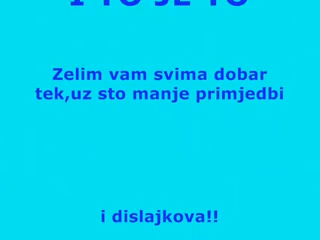 I TO JE TO
Zelim vam svima dobar
tek,uz sto manje primjedbi
i dislajkova!!